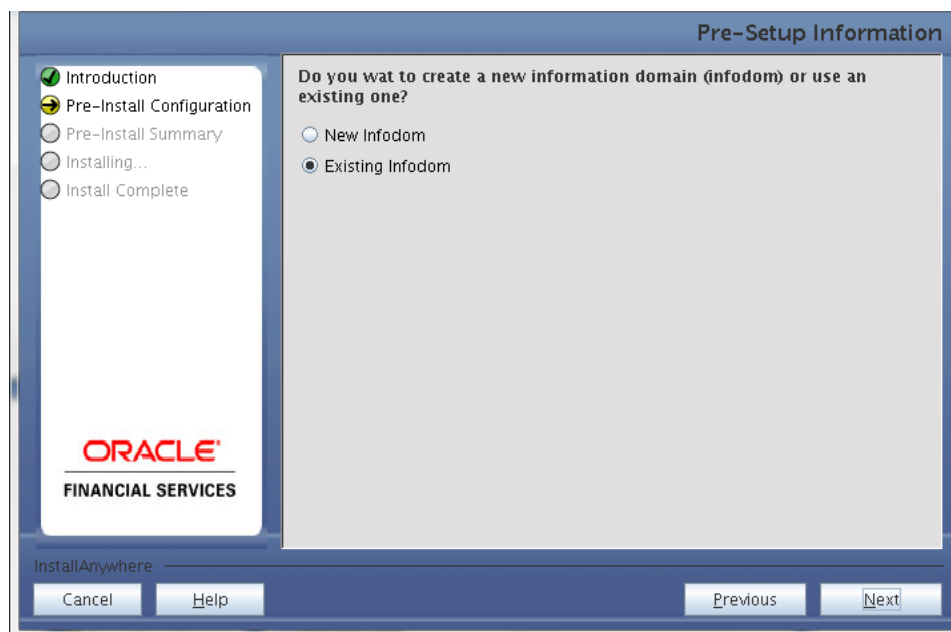 Pre-Setup Information
Introduction
Pre-Install Configuration
Pre-Install Summary
Installing...
Install Complete
Do you wat to create a new information domain (infodom) or use an
existing one?
New Infodom
Existing Infodom
ORACLE
FINANCIAL SERVICES
InstallAnywhere
Cancel
Help
Previous
Next